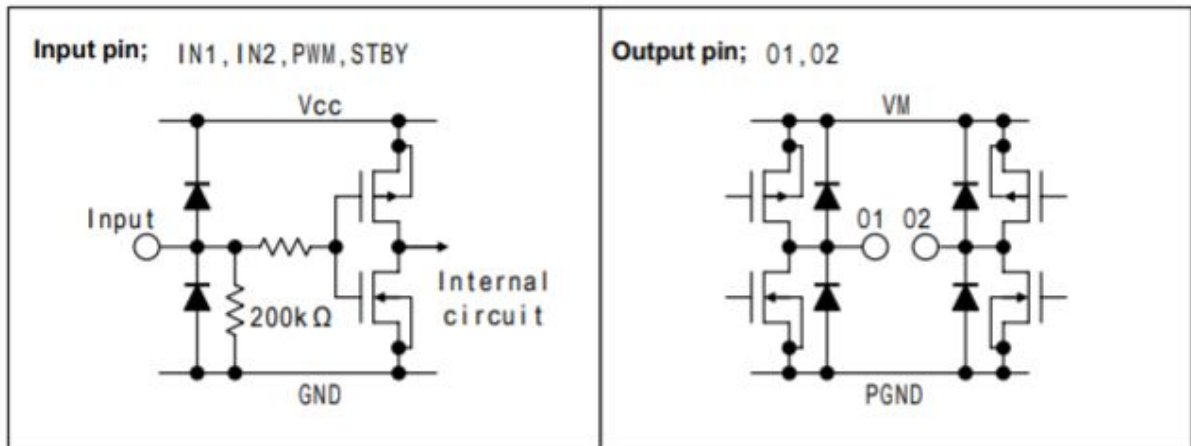 Input pin; IN1,IN2,PWM,STBY
Vcc
Input
Internal
circuit
200kΩ
GND
Output pin; O1,O2
VM
O1 O2
PGND